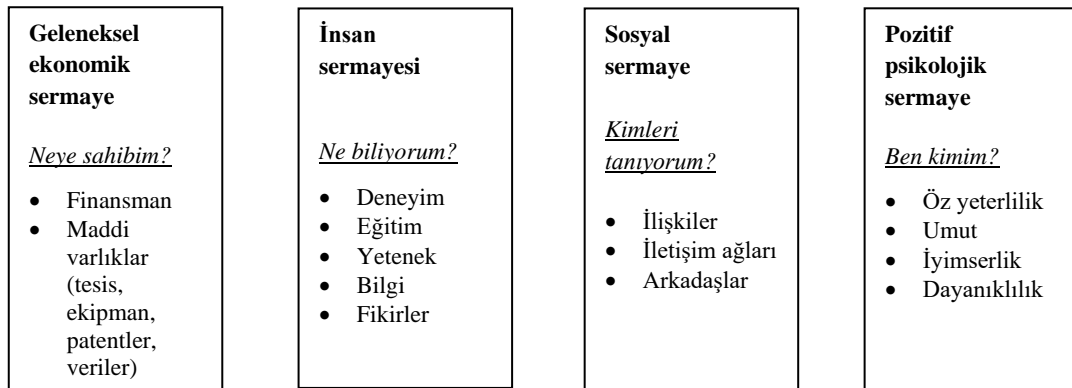 Geleneksel
ekonomik
sermaye
Neye sahibim?
• Finansman
• Maddi
varlıklar
(tesis,
ekipman,
patentler,
veriler)
İnsan
sermayesi
Ne biliyorum?
• Deneyim
• Eğitim
• Yetenek
• Bilgi
• Fikirler
Sosyal
sermaye
Kimleri
tanıyorum?
• İlişkiler
• İletişim ağları
• Arkadaşlar
Pozitif
psikolojik
sermaye
Ben kimim?
• Öz yeterlilik
• Umut
• İyimserlik
• Dayanıklılık